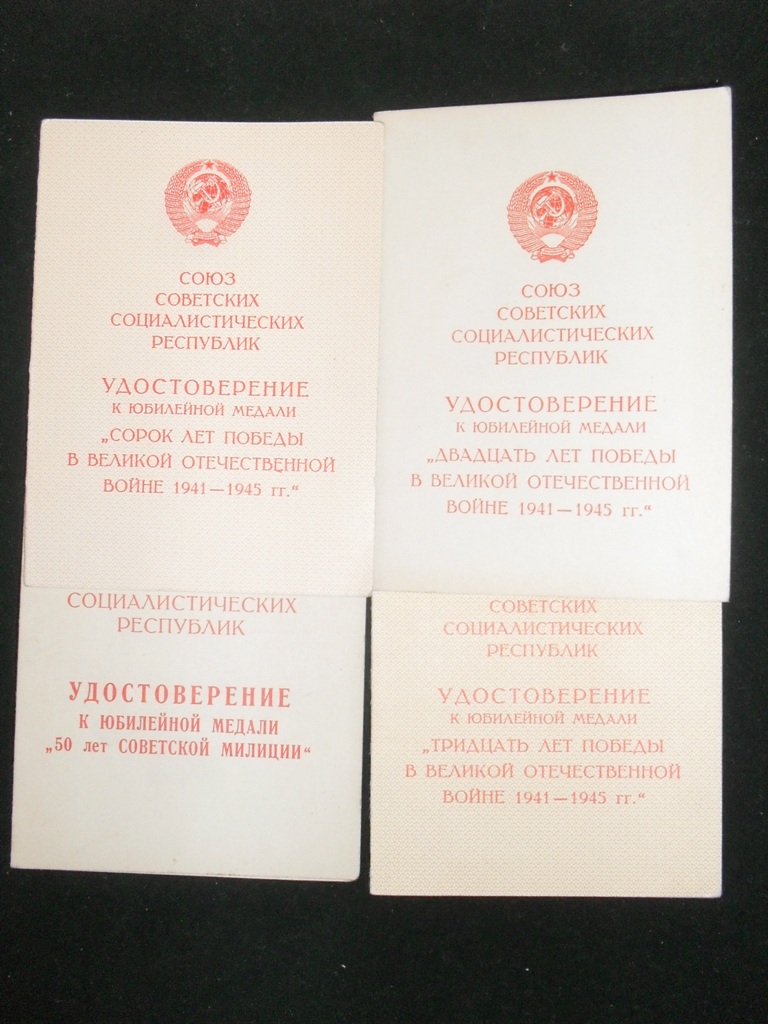 СОЮЗ
СОВЕТСКИХ
СОЦИАЛИСТИЧЕСКИХ
РЕСПУБЛИК
УДОСТОВЕРЕНИЕ
К ЮБИЛЕЙНОЙ МЕДАЛИ
„СОРОК ЛЕТ ПОБЕДЫ
В ВЕЛИКОЙ ОТЕЧЕСТВЕННОЙ
ВОЙНЕ 1941—1945 гг.“
СОЮЗ
СОВЕТСКИХ
СОЦИАЛИСТИЧЕСКИХ
РЕСПУБЛИК
УДОСТОВЕРЕНИЕ
К ЮБИЛЕЙНОЙ МЕДАЛИ
„ДВАДЦАТЬ ЛЕТ ПОБЕДЫ
В ВЕЛИКОЙ ОТЕЧЕСТВЕННОЙ
ВОЙНЕ 1941—1945 гг.“
СОЦИАЛИСТИЧЕСКИХ
РЕСПУБЛИК
УДОСТОВЕРЕНИЕ
К ЮБИЛЕЙНОЙ МЕДАЛИ
„50 лет СОВЕТСКОЙ МИЛИЦИИ“
СОВЕТСКИХ
СОЦИАЛИСТИЧЕСКИХ
РЕСПУБЛИК
УДОСТОВЕРЕНИЕ
К ЮБИЛЕЙНОЙ МЕДАЛИ
„ТРИДЦАТЬ ЛЕТ ПОБЕДЫ
В ВЕЛИКОЙ ОТЕЧЕСТВЕННОЙ
ВОЙНЕ 1941—1945 гг.“